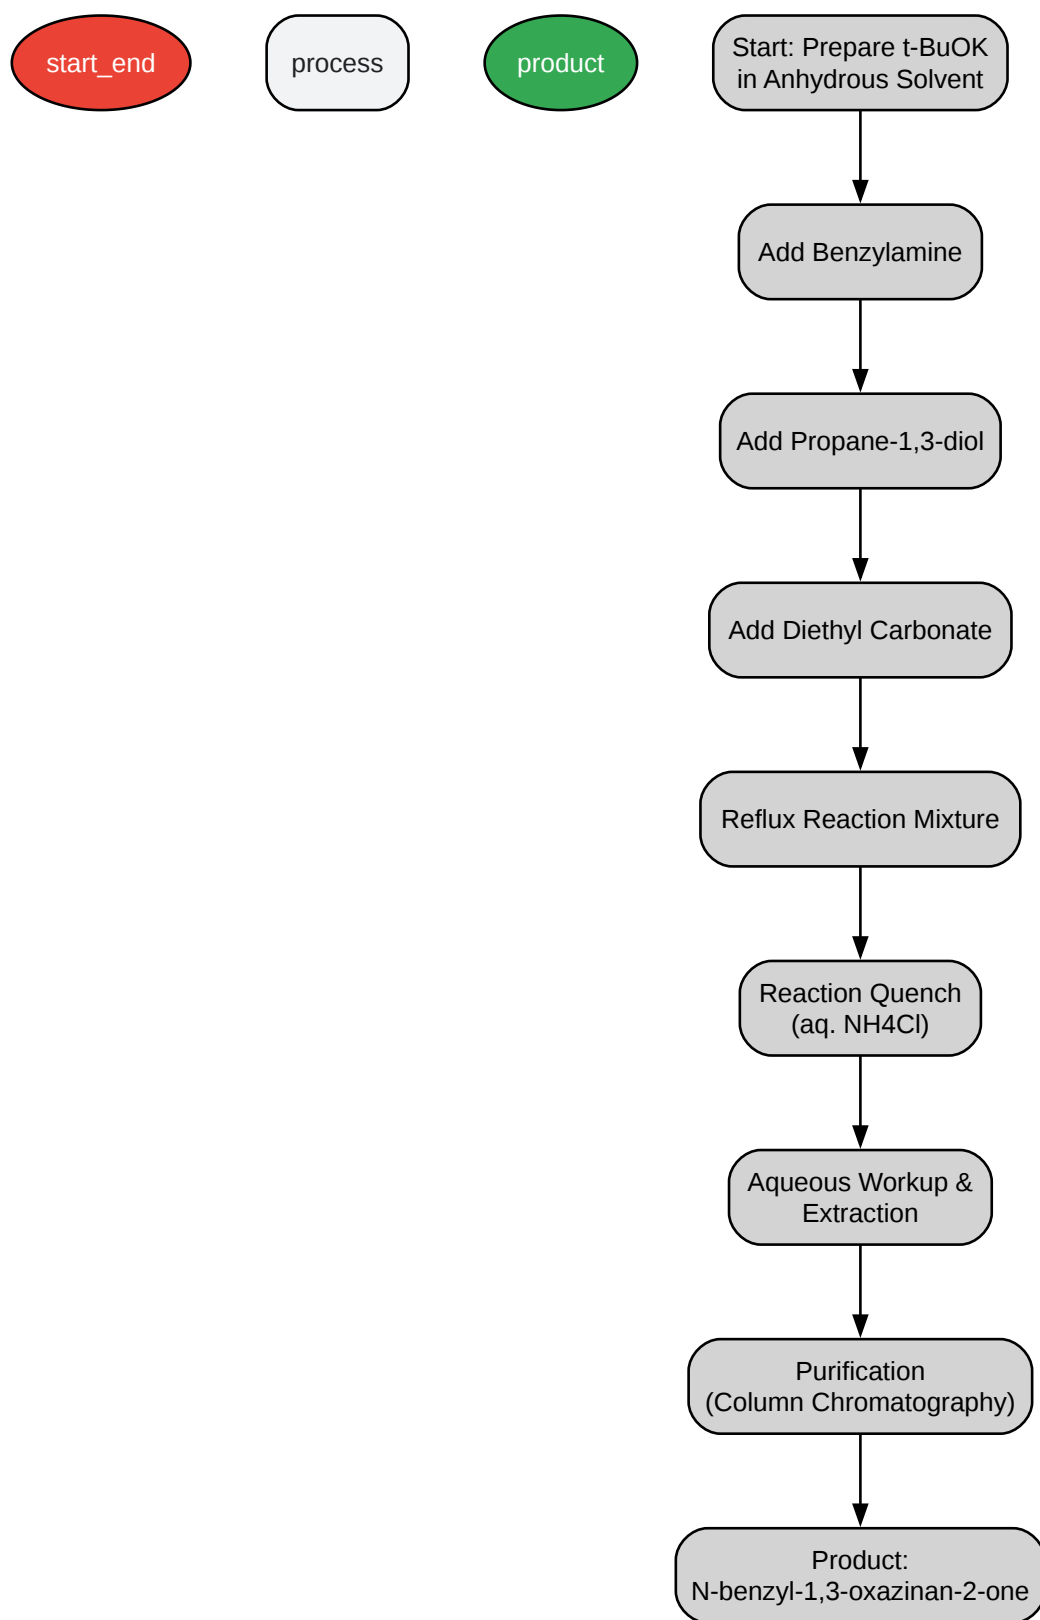 start_end
process
product
Start: Prepare t-BuOK
in Anhydrous Solvent
Add Benzylamine
Add Propane-1,3-diol
Add Diethyl Carbonate
Reflux Reaction Mixture
Reaction Quench
(aq. NH4Cl)
Aqueous Workup &
Extraction
Purification
(Column Chromatography)
Product:
N-benzyl-1,3-oxazinan-2-one